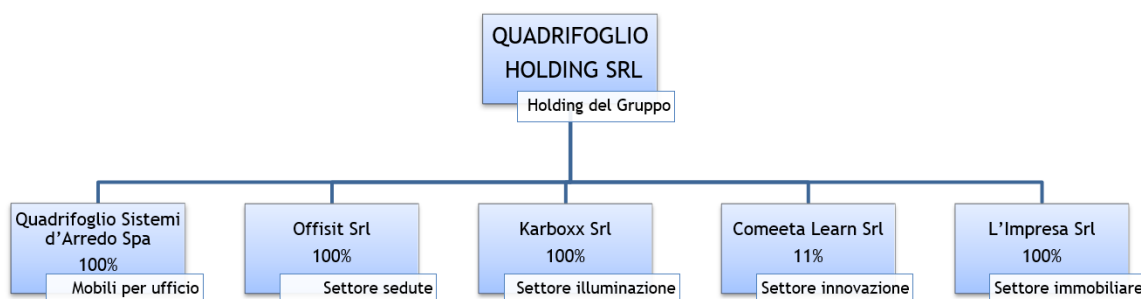 QUADRIFOGLIO
HOLDING SRL
Holding del Gruppo
Quadrifoglio Sistemi
d'Arredo Spa
100%
Mobili per ufficio
Offisit Srl
100%
Settore sedute
Karboxx Srl
100%
Settore illuminazione
Comeeta Learn Srl
11%
Settore innovazione
L'Impresa Srl
100%
Settore immobiliare